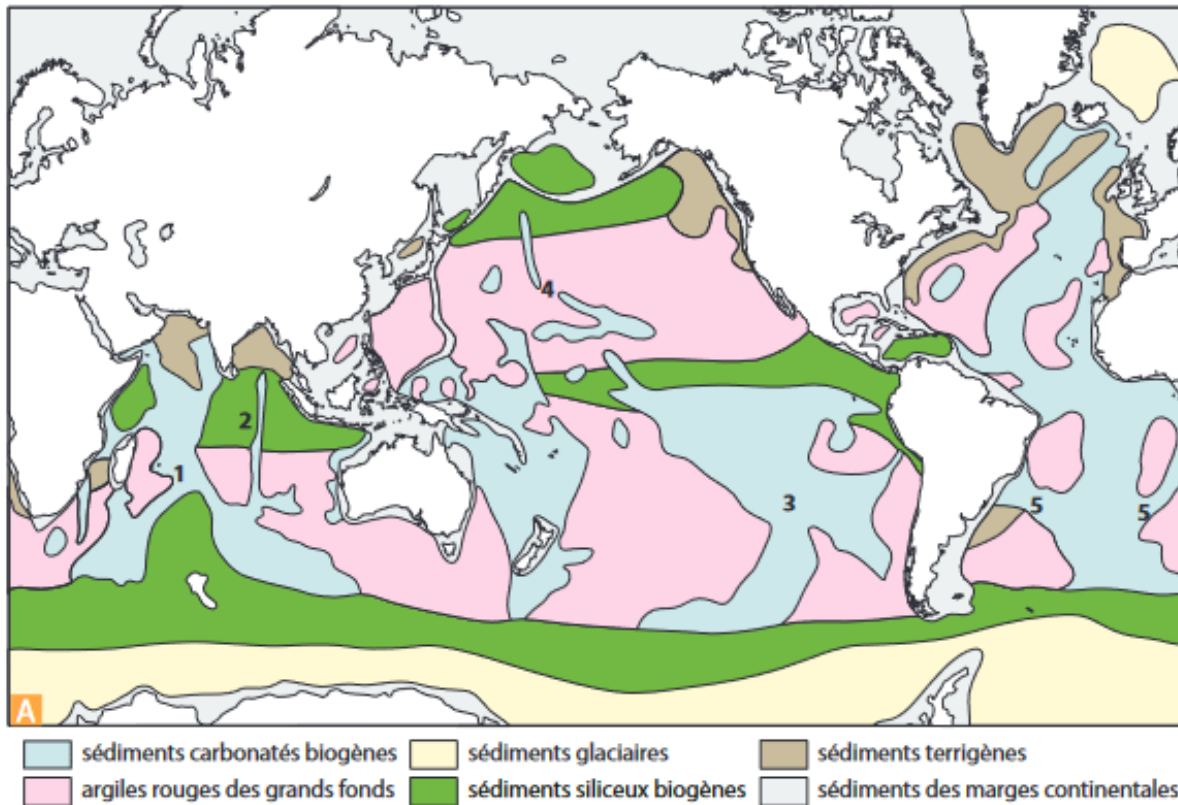 4
2
1
3
5
5
A
sédiments carbonatés biogènes
sédiments glaciaires
sédiments terrigènes
argiles rouges des grands fonds
sédiments siliceux biogènes
sédiments des marges continentales